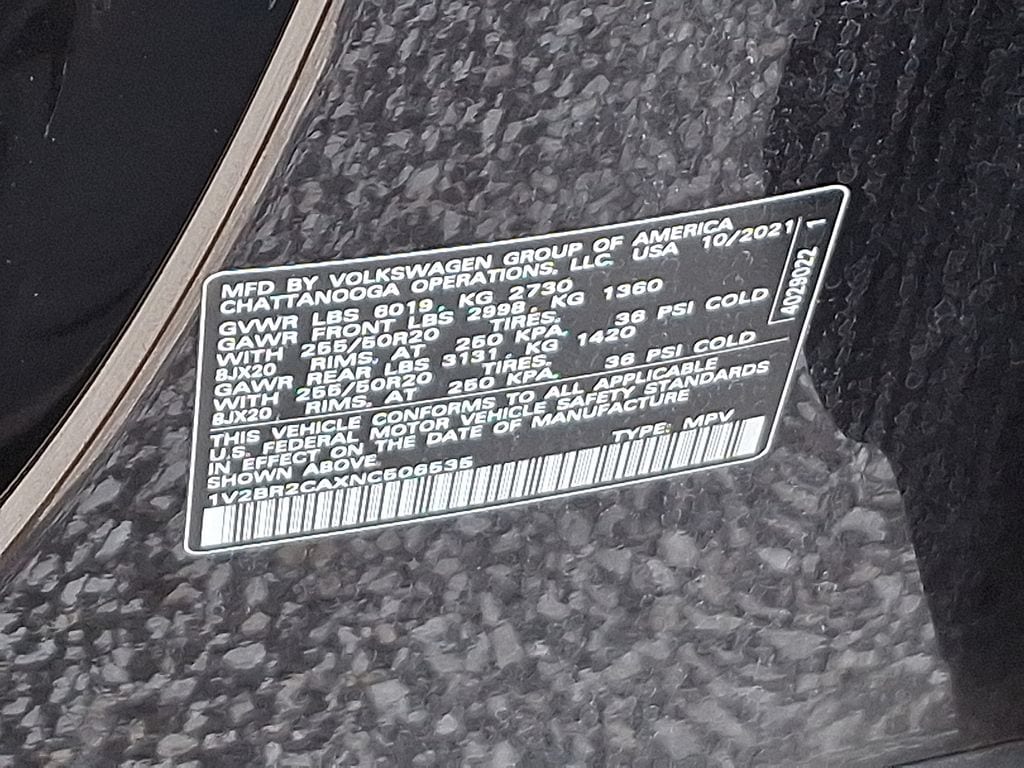 MFD BY VOLKSWAGEN GROUP OF AMERICA
CHATTANOOGA OPERATIONS, LLC USA 10/2021
GVWR LBS 6019. KG 2730
GAWR FRONT LBS 2998. KG 1360
WITH 255/50R20 TIRES,
8JX20 RIMS, AT 250 KPA, 36 PSI COLD
GAWR REAR LBS 3131. KG 1420
WITH 255/50R20 TIRES,
8JX20 RIMS, AT 250 KPA, 36 PSI COLD
THIS VEHICLE CONFORMS TO ALL APPLICABLE
U.S. FEDERAL MOTOR VEHICLE SAFETY STANDARDS
IN EFFECT ON THE DATE OF MANUFACTURE
SHOWN ABOVE.
1V2BR2CAXNC506535 TYPE: MPV
4029022 1